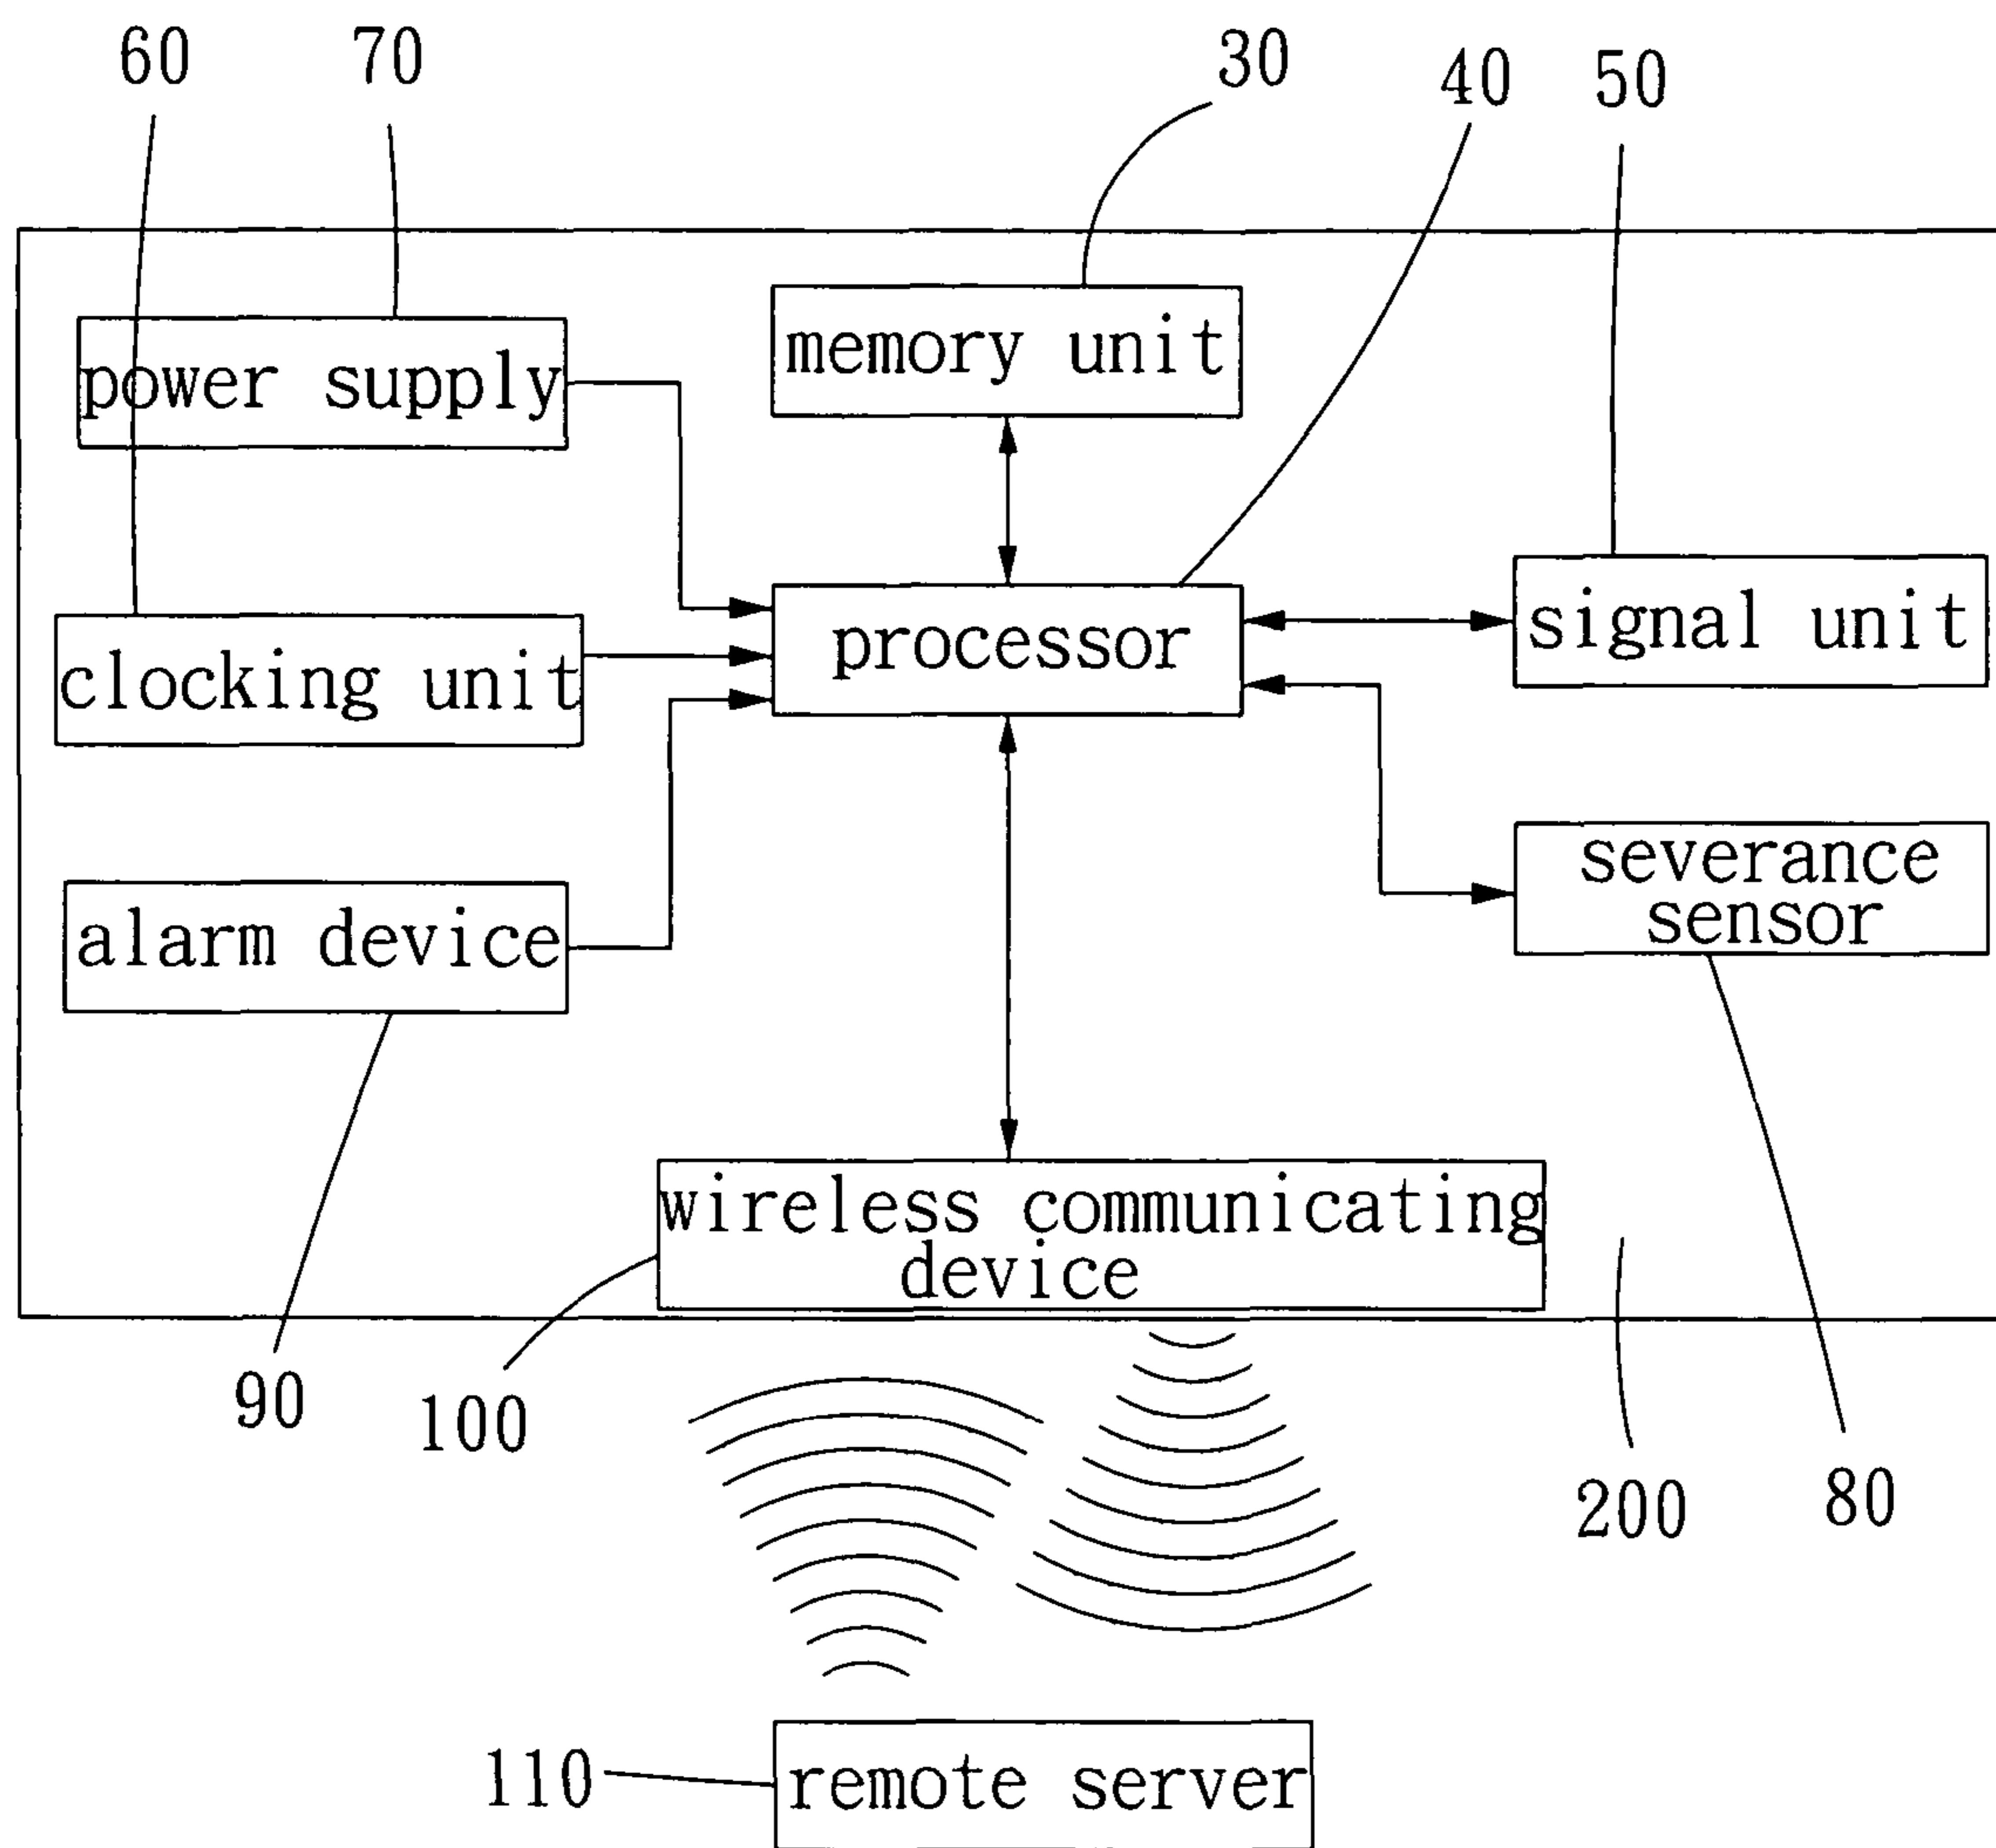 60
70
30
40
50
power supply
memory unit
clocking unit
processor
signal unit
alarm device
severance
sensor
wireless communicating
device
90
100
200
80
110
remote server